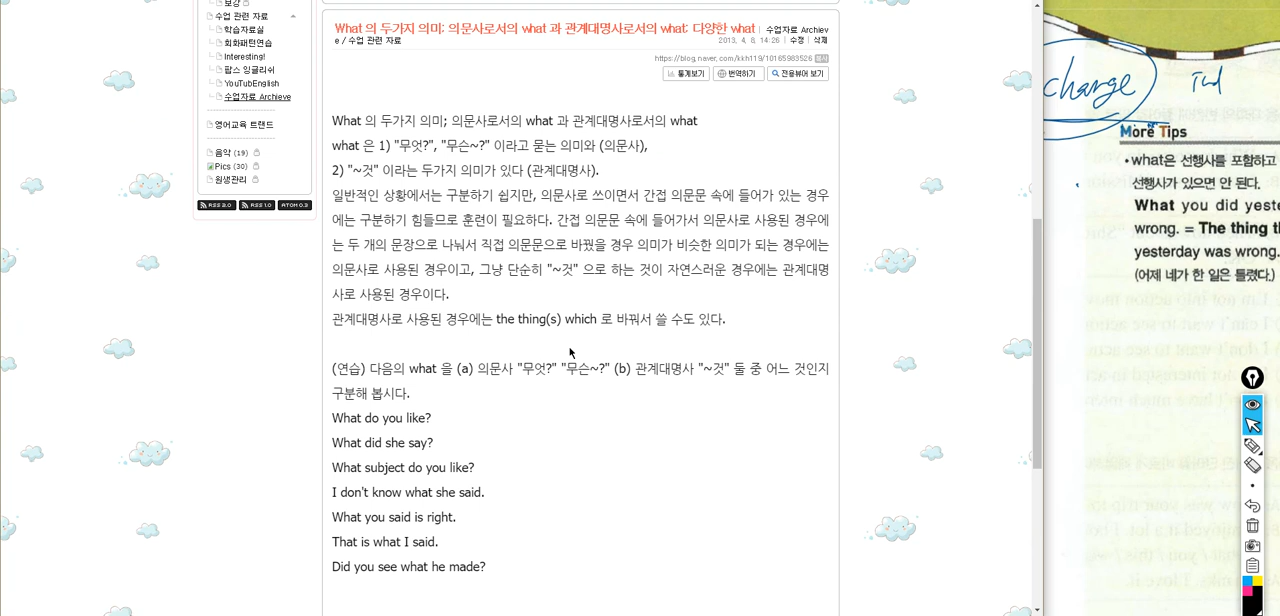 보강
수업 관련 자료
학습자료실
회화패턴연습
Interesting!
팝스 잉글리쉬
YouTubEnglish
수업자료 Archieve
영어교육 트랜드
음악 (19)
Pics (30)
원생관리
RSS 2.0 RSS 1.0 ATOM 0.3
What 의 두가지 의미: 의문사로서의 what 과 관계대명사로서의 what: 다양한 what | 수업자료 Archiev
e / 수업 관련 자료
2013. 4. 8. 14:26 | 수정 | 삭제
https://blog.naver.com/kkh119/10165983526 복사
통계보기 번역하기 전용뷰어 보기
What 의 두가지 의미; 의문사로서의 what 과 관계대명사로서의 what
what 은 1) "무엇?", "무슨~?" 이라고 묻는 의미와 (의문사),
2) "~것" 이라는 두가지 의미가 있다 (관계대명사).
일반적인 상황에서는 구분하기 쉽지만, 의문사로 쓰이면서 간접 의문문 속에 들어가 있는 경우
에는 구분하기 힘들므로 훈련이 필요하다. 간접 의문문 속에 들어가서 의문사로 사용된 경우에
는 두 개의 문장으로 나눠서 직접 의문문으로 바꿨을 경우 의미가 비슷한 의미가 되는 경우에는
의문사로 사용된 경우이고, 그냥 단순히 "~것" 으로 하는 것이 자연스러운 경우에는 관계대명
사로 사용된 경우이다.
관계대명사로 사용된 경우에는 the thing(s) which 로 바꿔서 쓸 수도 있다.
(연습) 다음의 what 을 (a) 의문사 "무엇?" "무슨~?" (b) 관계대명사 "~것" 둘 중 어느 것인지
구분해 봅시다.
What do you like?
What did she say?
What subject do you like?
I don't know what she said.
What you said is right.
That is what I said.
Did you see what he made?
change
More Tips
• what은 선행사를 포함하고
선행사가 있으면 안 된다.
What you did yeste
wrong. = The thing th
yesterday was wrong.
(어제 네가 한 일은 틀렸다.)